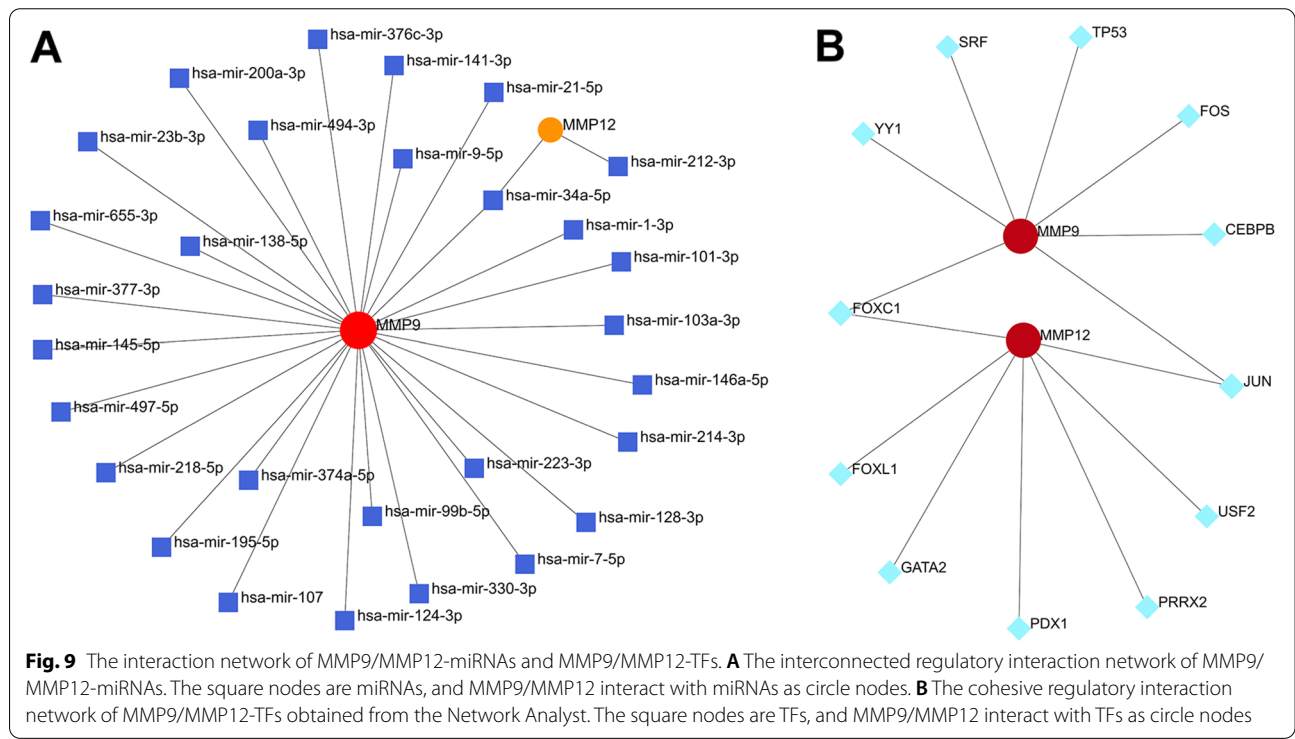 A
hsa-mir-376c-3p
hsa-mir-141-3p
hsa-mir-200a-3p
hsa-mir-21-5p
hsa-mir-494-3p
MMP12
hsa-mir-23b-3p
hsa-mir-9-5p
hsa-mir-212-3p
hsa-mir-34a-5p
hsa-mir-655-3p
hsa-mir-1-3p
hsa-mir-138-5p
hsa-mir-101-3p
hsa-mir-377-3p
MMP9
hsa-mir-103a-3p
hsa-mir-145-5p
hsa-mir-146a-5p
hsa-mir-497-5p
hsa-mir-214-3p
hsa-mir-218-5p
hsa-mir-374a-5p
hsa-mir-223-3p
hsa-mir-99b-5p
hsa-mir-128-3p
hsa-mir-195-5p
hsa-mir-7-5p
hsa-mir-330-3p
hsa-mir-107
hsa-mir-124-3p
B
SRF
TP53
FOS
YY1
MMP9
CEBPB
FOXC1
MMP12
JUN
FOXL1
USF2
GATA2
PRRX2
PDX1
Fig. 9 The interaction network of MMP9/MMP12-miRNAs and MMP9/MMP12-TFs. A The interconnected regulatory interaction network of MMP9/
MMP12-miRNAs. The square nodes are miRNAs, and MMP9/MMP12 interact with miRNAs as circle nodes. B The cohesive regulatory interaction
network of MMP9/MMP12-TFs obtained from the Network Analyst. The square nodes are TFs, and MMP9/MMP12 interact with TFs as circle nodes